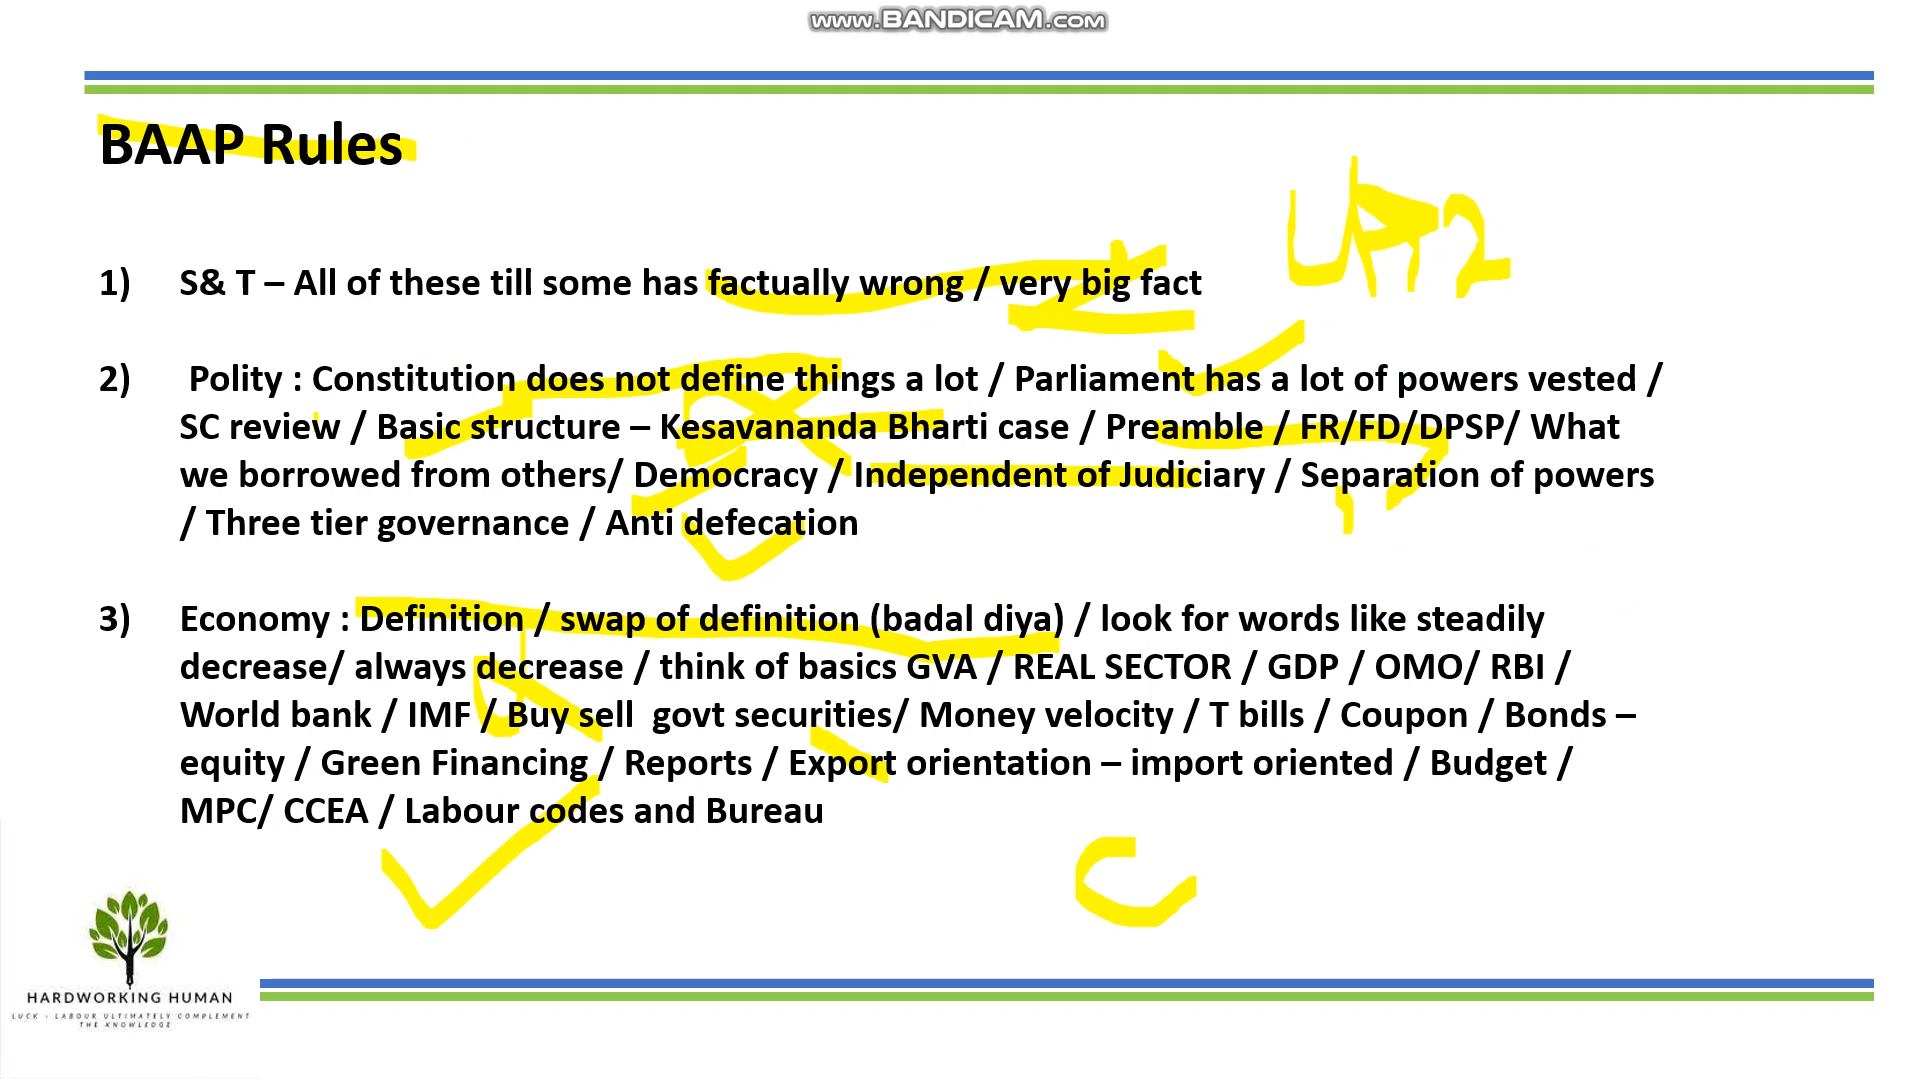 www.BANDICAM.com
BAAP Rules
1) S& T – All of these till some has factually wrong / very big fact
2) Polity : Constitution does not define things a lot / Parliament has a lot of powers vested /
SC review / Basic structure – Kesavananda Bharti case / Preamble / FR/FD/DPSP/ What
we borrowed from others/ Democracy / Independent of Judiciary / Separation of powers
/ Three tier governance / Anti defecation
3) Economy : Definition / swap of definition (badal diya) / look for words like steadily
decrease/ always decrease / think of basics GVA / REAL SECTOR / GDP / OMO/ RBI /
World bank / IMF / Buy sell govt securities/ Money velocity / T bills / Coupon / Bonds –
equity / Green Financing / Reports / Export orientation – import oriented / Budget /
MPC/ CCEA / Labour codes and Bureau
HARDWORKING HUMAN
LUCK - LABOUR ULTIMATELY COMPLEMENT
THE KNOWLEDGE